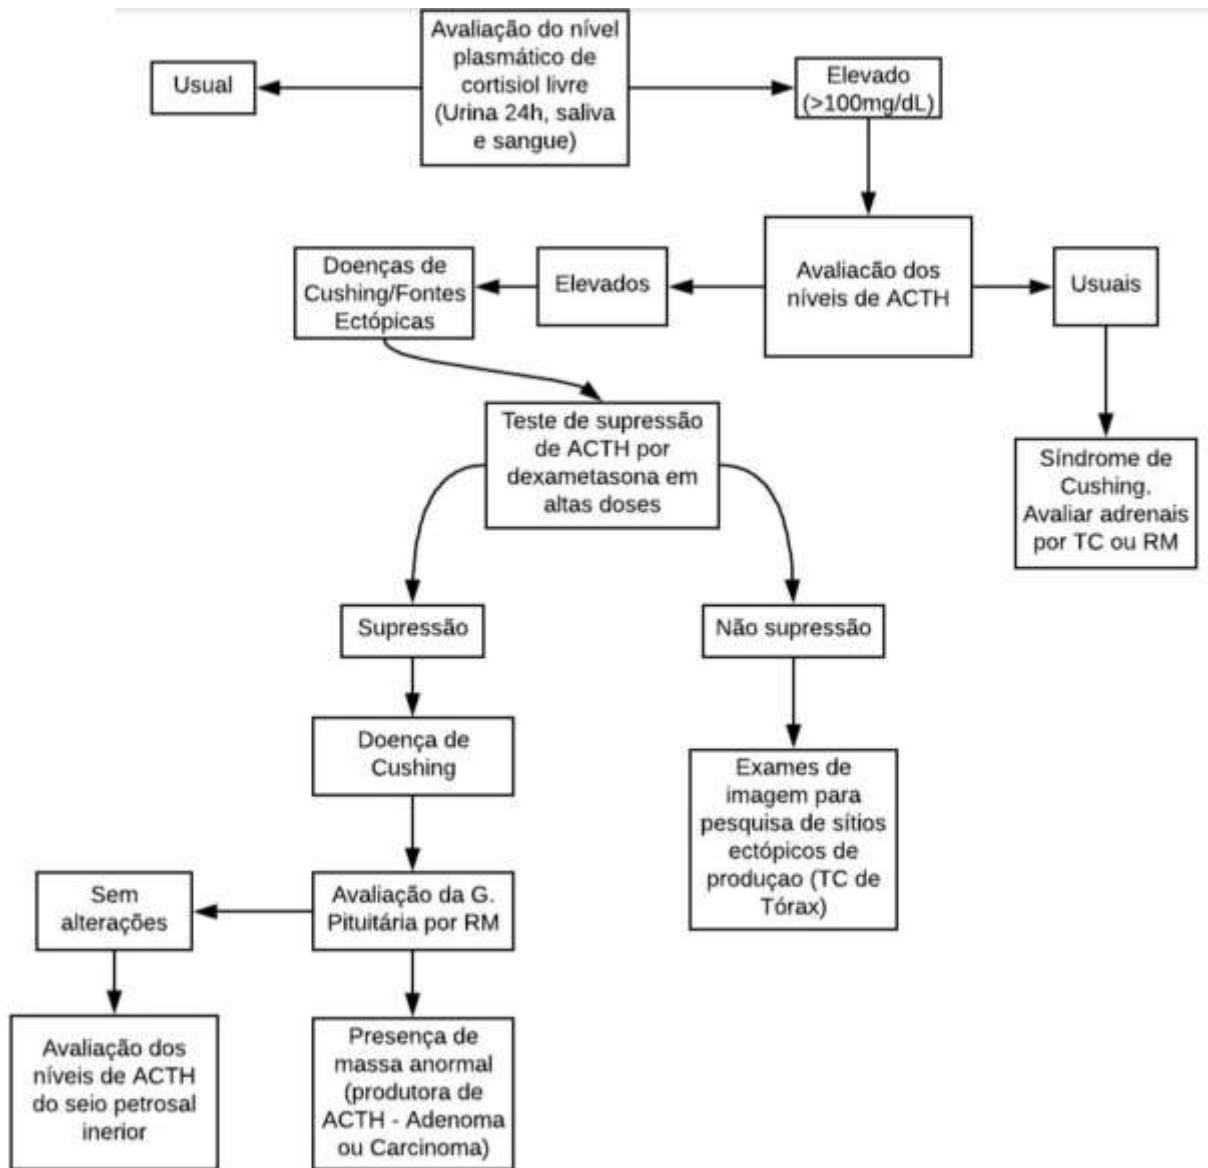 Avaliação do nível
plasmático de
cortisiol livre
(Urina 24h, saliva
e sangue)
Usual
Elevado
(>100mg/dL)
Avaliacão dos
níveis de ACTH
Usuais
Elevados
Doenças de
Cushing/Fontes
Ectópicas
Teste de supressão
de ACTH por
dexametasona em
altas doses
Síndrome de
Cushing.
Avaliar adrenais
por TC ou RM
Supressão
Não supressão
Doença de
Cushing
Exames de
imagem para
pesquisa de sítios
ectópicos de
produçao (TC de
Tórax)
Sem
alterações
Avaliação da G.
Pituitária por RM
Avaliação dos
níveis de ACTH
do seio petrosal
inerior
Presença de
massa anormal
(produtora de
ACTH - Adenoma
ou Carcinoma)